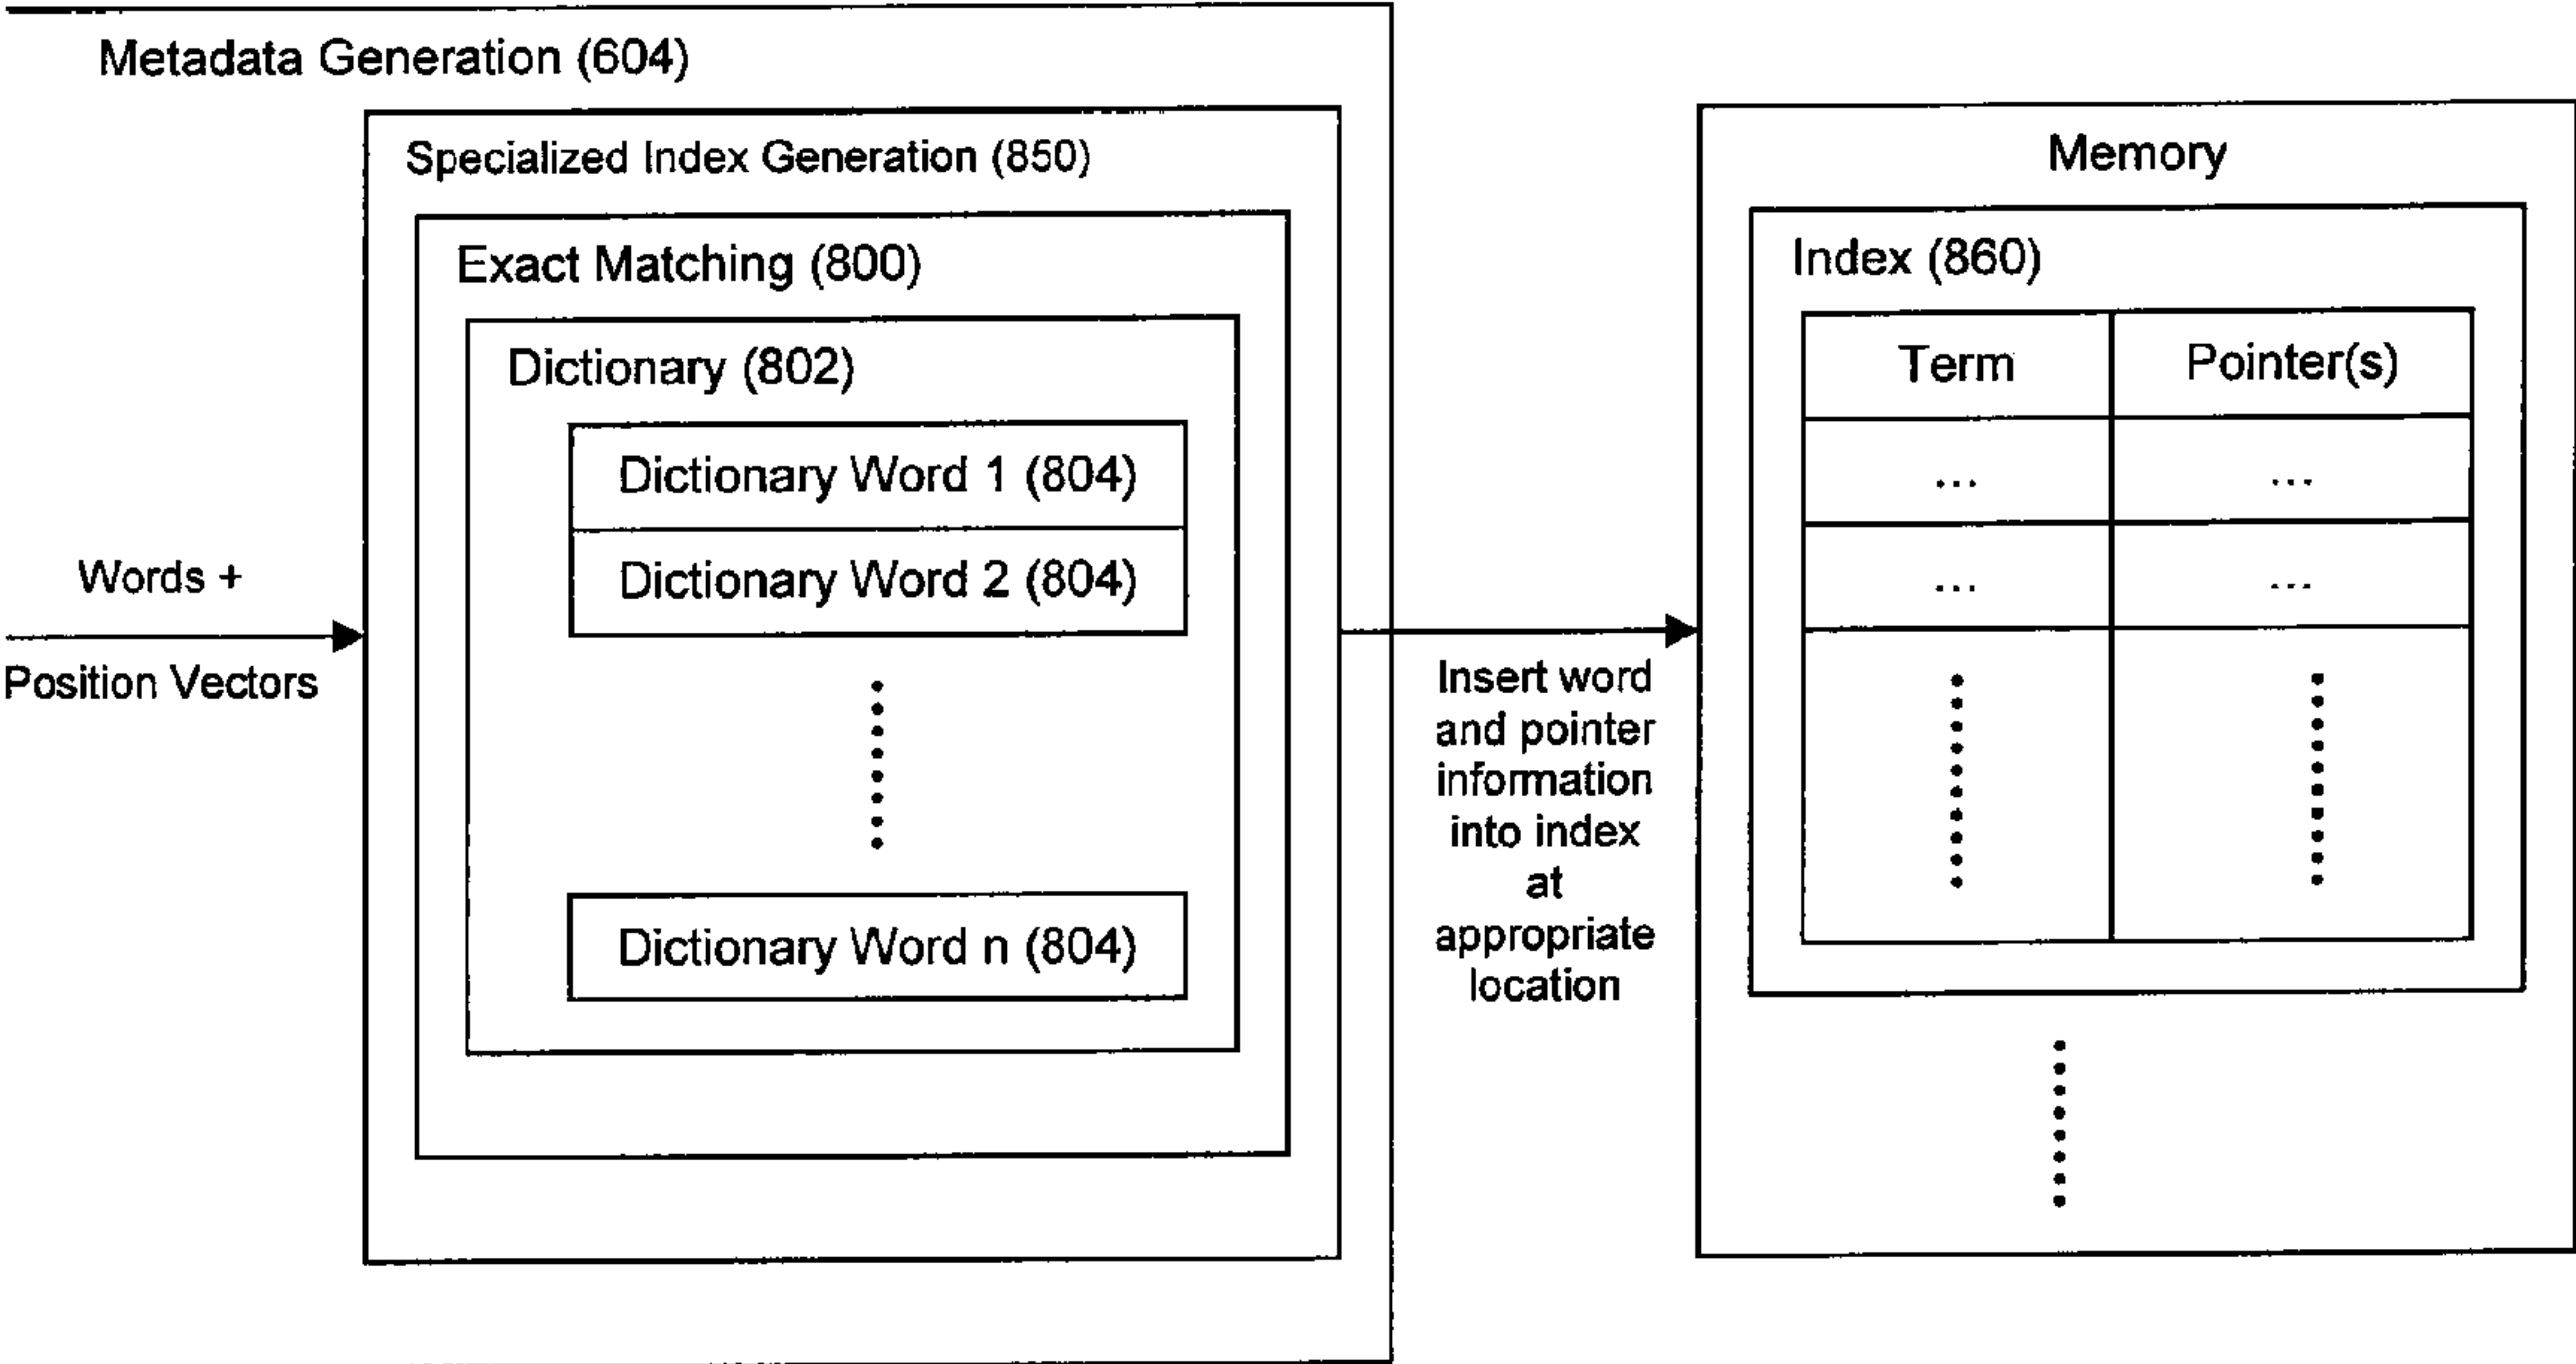 Metadata Generation (604)
Specialized Index Generation (850)
Exact Matching (800)
Dictionary (802)
Dictionary Word 1 (804)
Dictionary Word 2 (804)
Dictionary Word n (804)
Words +
Position Vectors
Insert word
and pointer
information
into index
at
appropriate
location
Memory
Index (860)
Term Pointer(s)
... ...
... ...